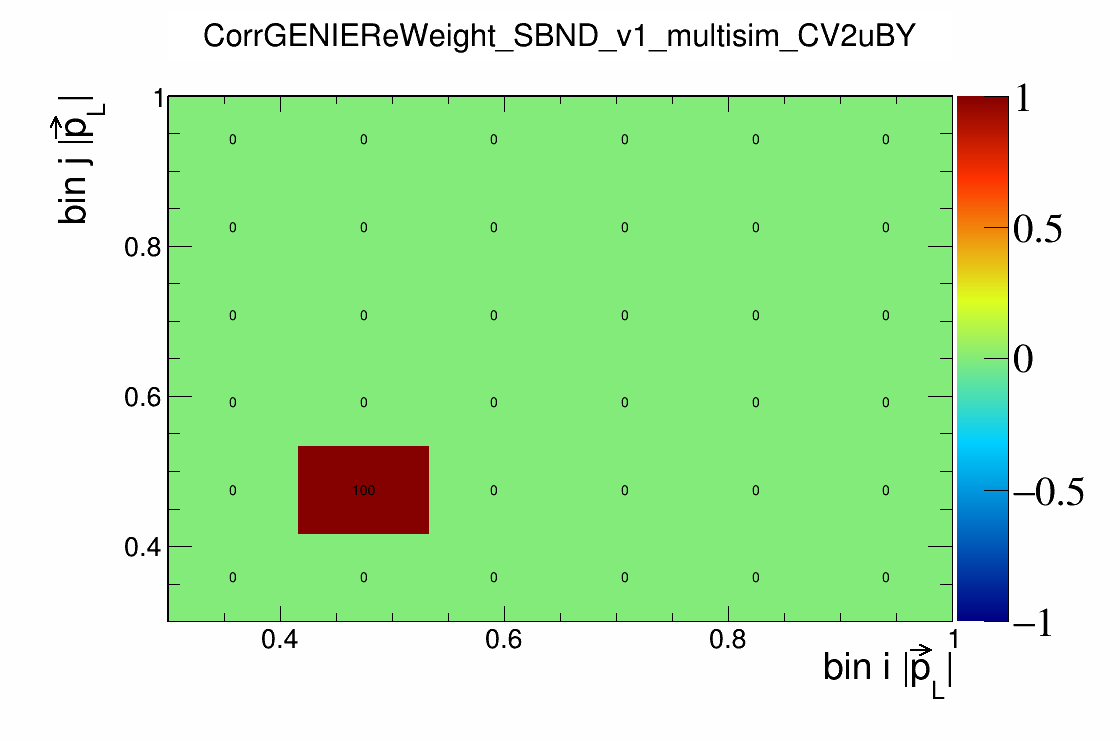 CorrGENIEReWeight_SBND_v1_multisim_CV2uBY
bin j |p⃗_L|
1
0.8
0.6
0.4
0 0 0 0 0 0
0 0 0 0 0 0
0 0 0 0 0 0
0 0 0 0 0 0
0 100 0 0 0 0
0 0 0 0 0 0
0.4 0.6 0.8 1
bin i |p⃗_L|
1
0.5
0
−0.5
−1